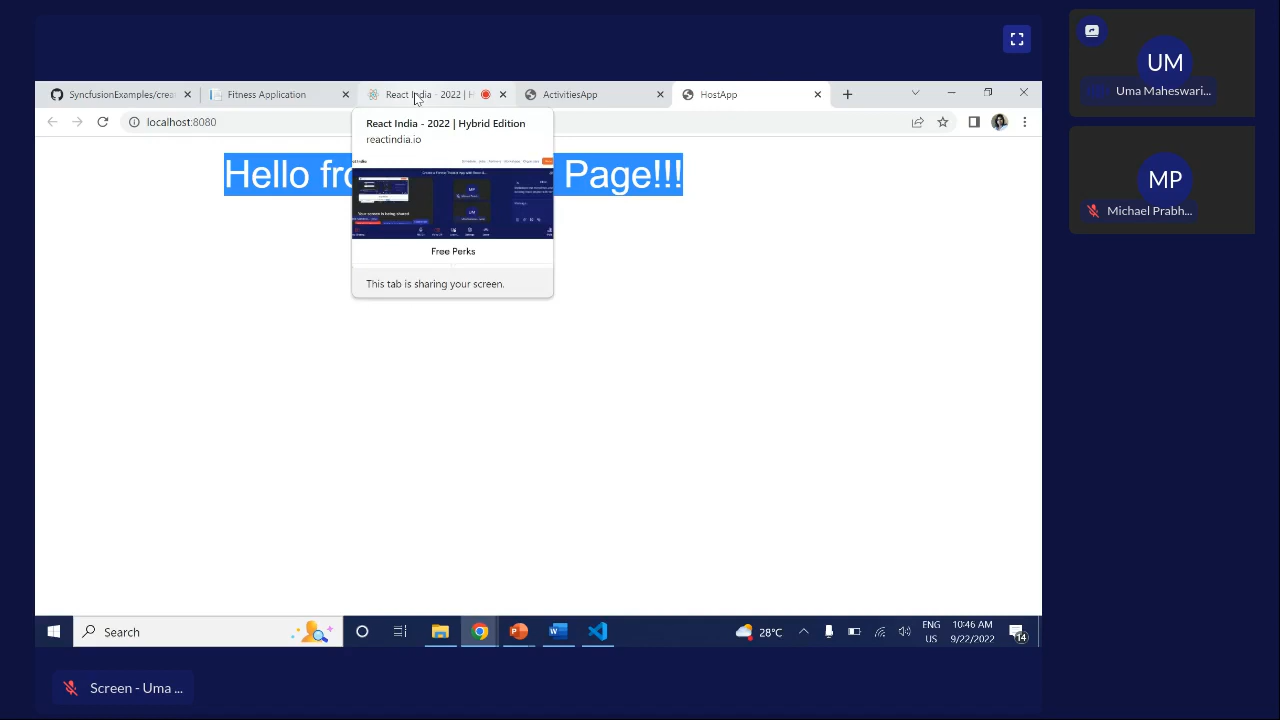 UM
Uma Maheswari...
SyncfusionExamples/crea
Fitness Application
React India - 2022 | H
ActivitiesApp
HostApp
localhost:8080
React India - 2022 | Hybrid Edition
reactindia.io
Hello fro Page!!!
MP
Michael Prabh...
Free Perks
This tab is sharing your screen.
Search
28°C
ENG
US
10:46 AM
9/22/2022
14
Screen - Uma ...